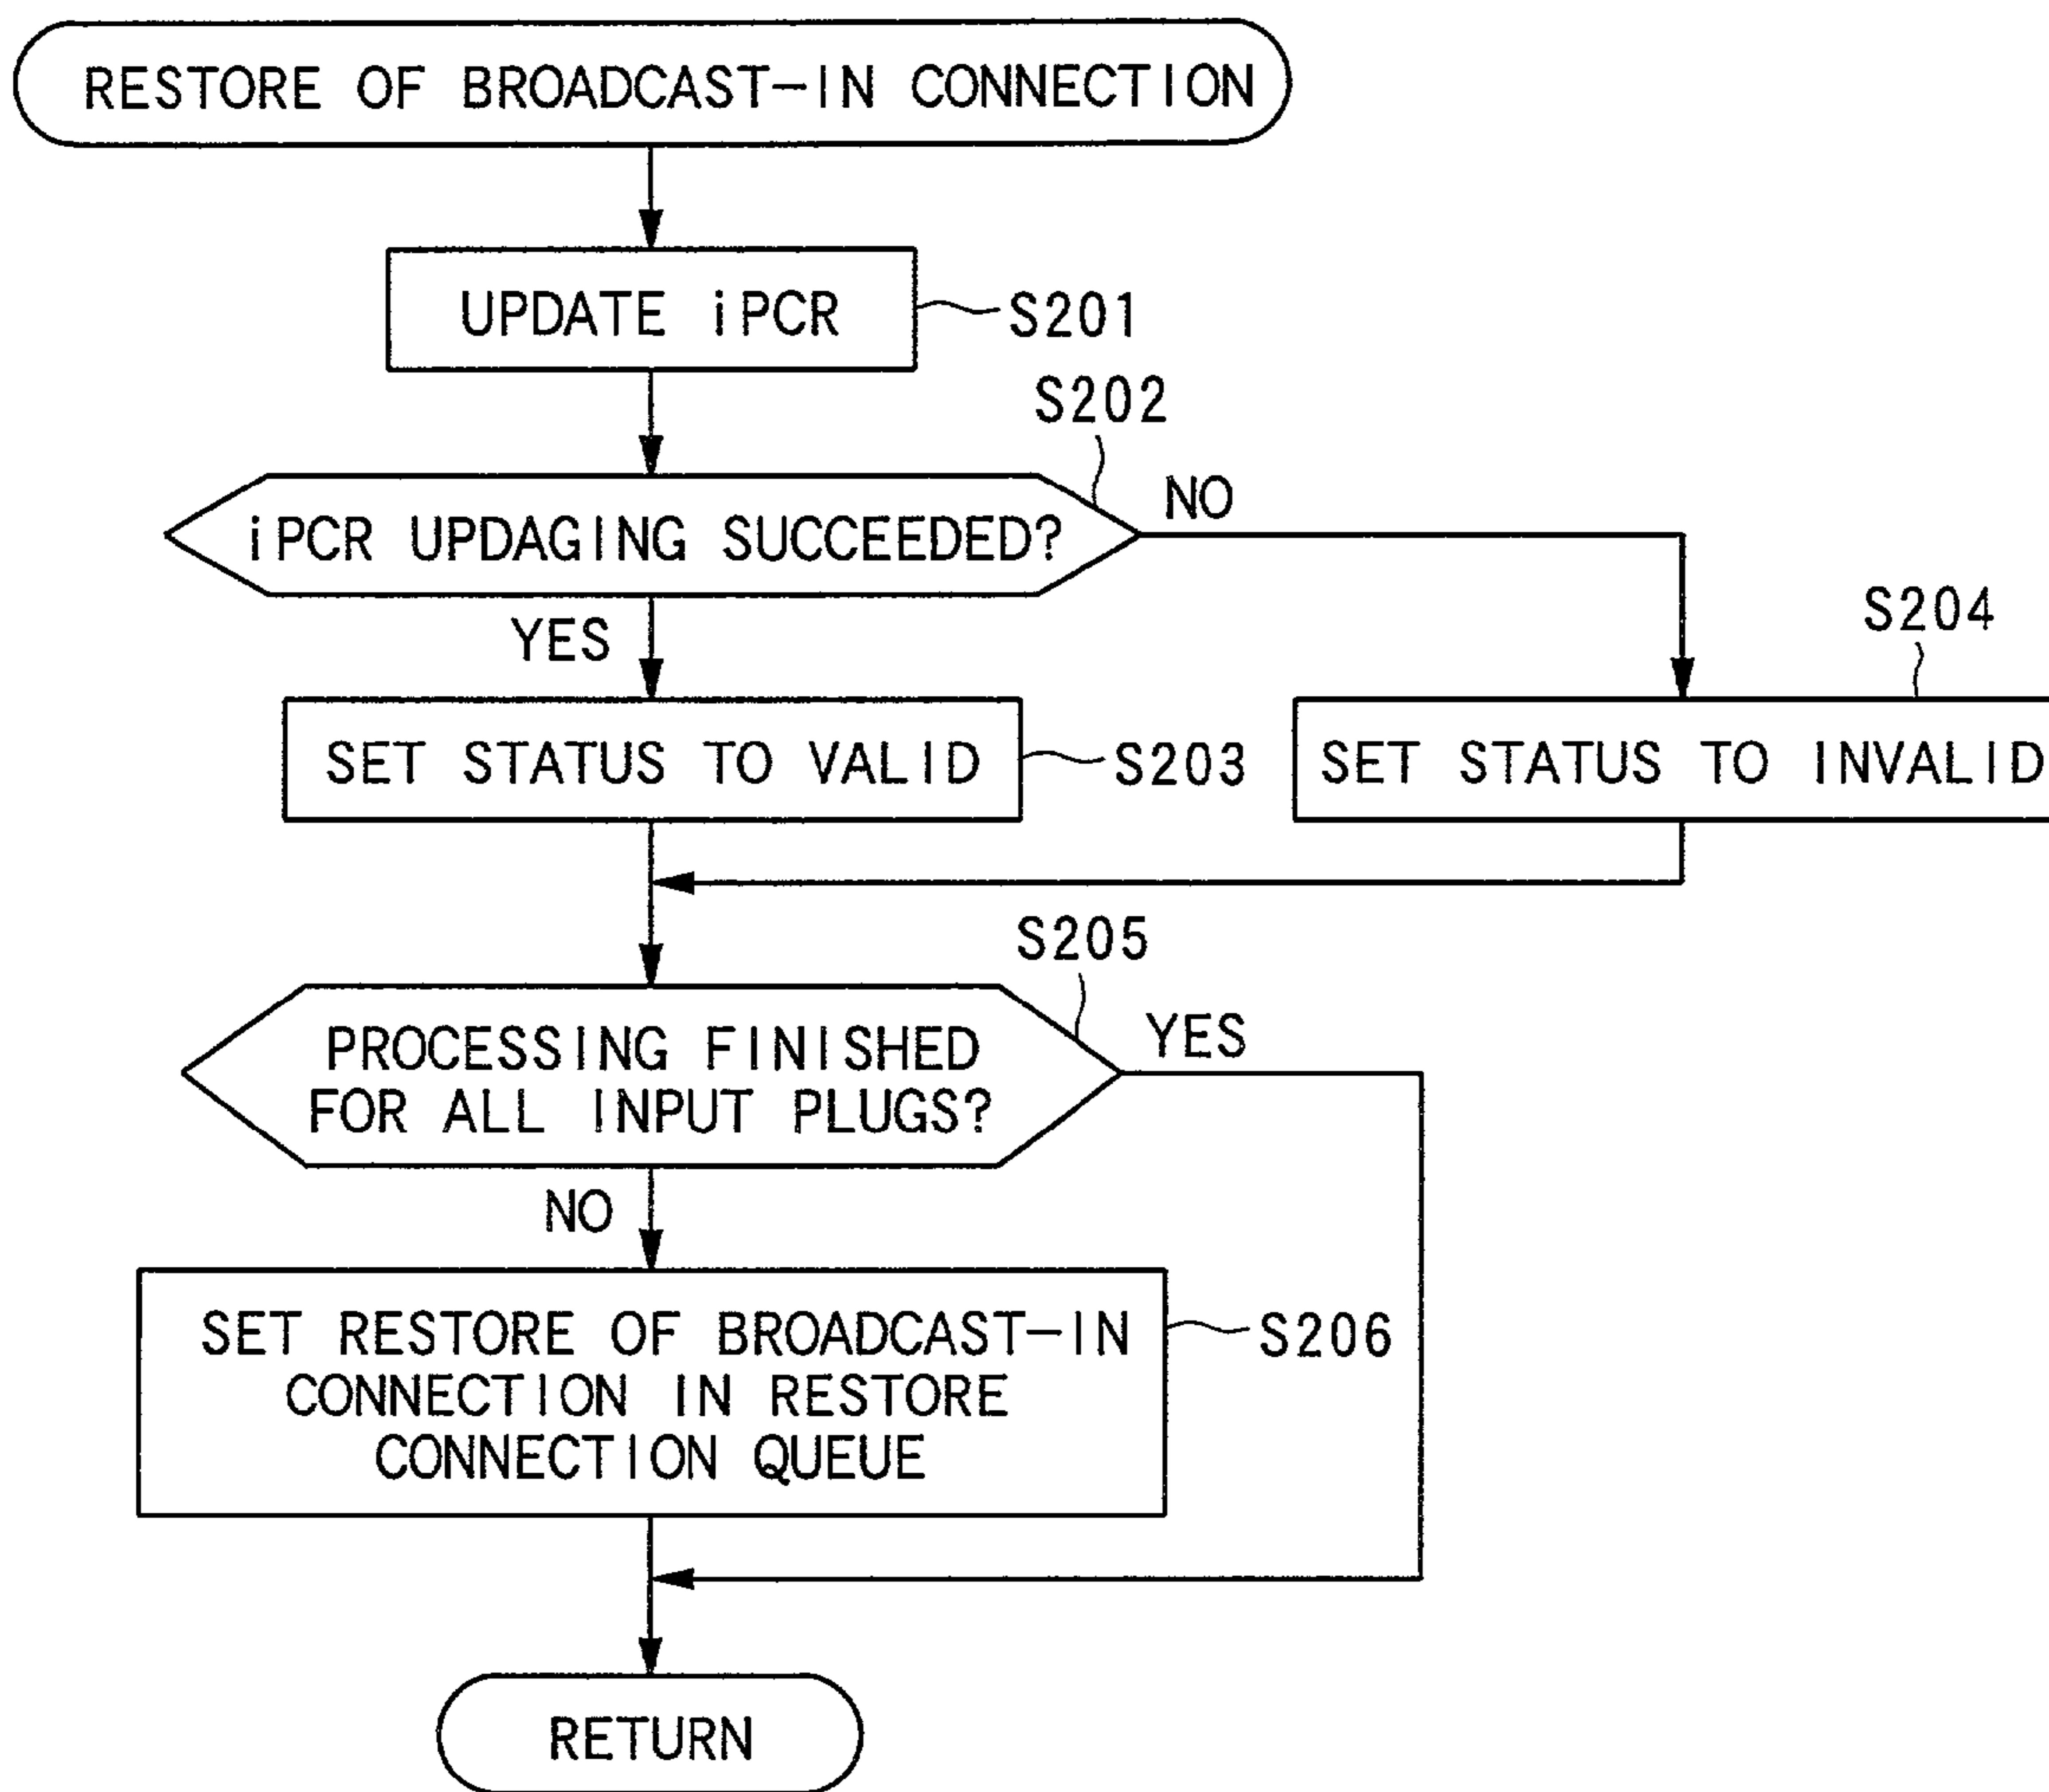 RESTORE OF BROADCAST-IN CONNECTION
UPDATE iPCR
S201
S202
iPCR UPDAGING SUCCEEDED?
NO
YES
S204
SET STATUS TO VALID
S203
SET STATUS TO INVALID
S205
PROCESSING FINISHED
FOR ALL INPUT PLUGS?
YES
NO
SET RESTORE OF BROADCAST-IN
CONNECTION IN RESTORE
CONNECTION QUEUE
S206
RETURN